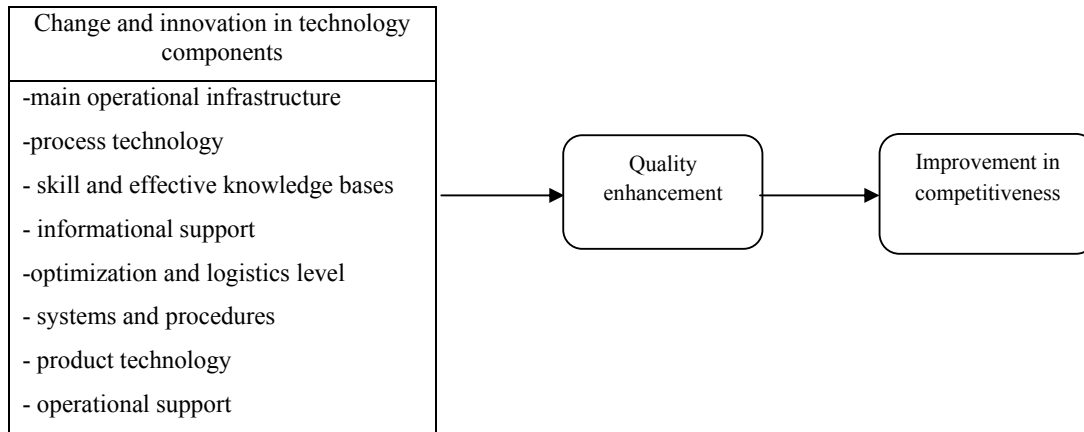 Change and innovation in technology
components
-main operational infrastructure
-process technology
- skill and effective knowledge bases
- informational support
-optimization and logistics level
- systems and procedures
- product technology
- operational support
Quality
enhancement
Improvement in
competitiveness